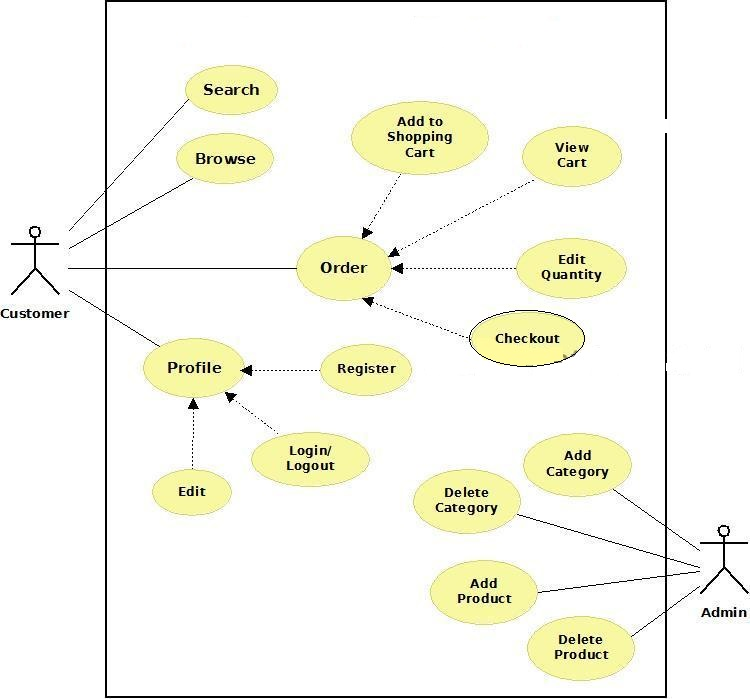 Search
Browse
Add to
Shopping
Cart
View
Cart
Customer
Order
Edit
Quantity
Checkout
Profile
Register
Login/
Logout
Edit
Add
Category
Delete
Category
Add
Product
Delete
Product
Admin